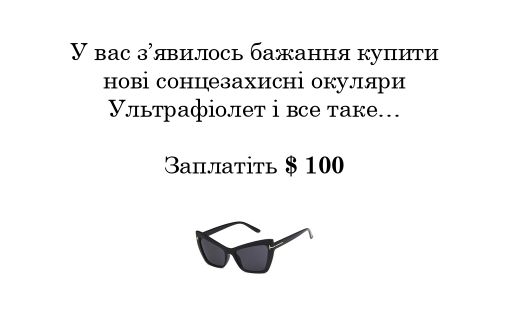 У вас з’явилось бажання купити
нові сонцезахисні окуляри
Ультрафіолет і все таке…
Заплатіть $ 100